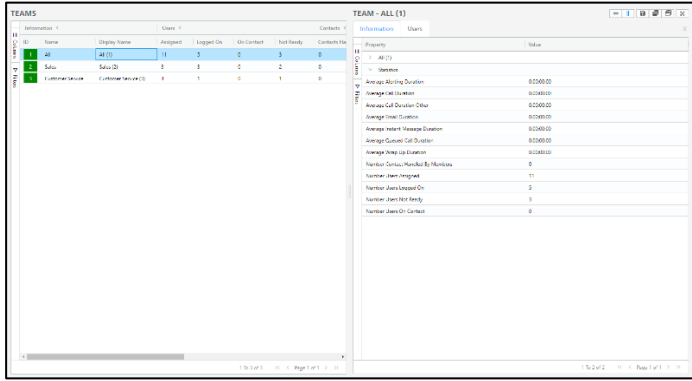 TEAMS
Information
Users
Contacts
ID Name Display Name Assigned Logged On On Contact Not Ready Contacts Ha
1 All All (1) 11 5 0 3 0
2 Sales Sales (2) 3 0 2 0
3 Customer Service Customer Service (3) 1 0 1 0
Columns
Filters
1 To 3 of 3 Page 1 of 1
TEAM - ALL (1)
Information Users
Property Value
All (1)
Statistics
Average Alerting Duration 0.00:00:00
Average Call Duration 0.00:00:00
Average Call Duration Other 0.00:00:00
Average Email Duration 0.00:00:00
Average Instant Message Duration 0.00:00:00
Average Queued Call Duration 0.00:00:00
Average Wrap Up Duration 0.00:00:00
Number Contact Handled By Members 0
Number Users Assigned 11
Number Users Logged On 5
Number Users Not Ready 3
Number Users On Contact 0
Columns
Filters
1 To 2 of 2 Page 1 of 1